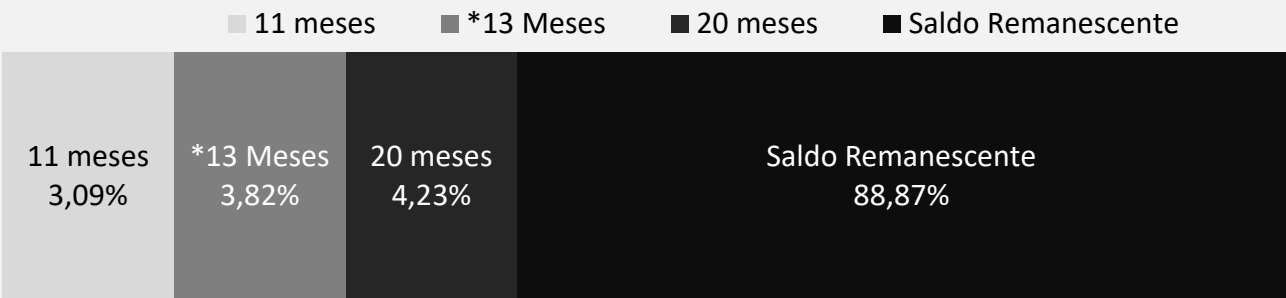 11 meses *13 Meses 20 meses Saldo Remanescente
11 meses *13 Meses 20 meses Saldo Remanescente
3,09% 3,82% 4,23% 88,87%